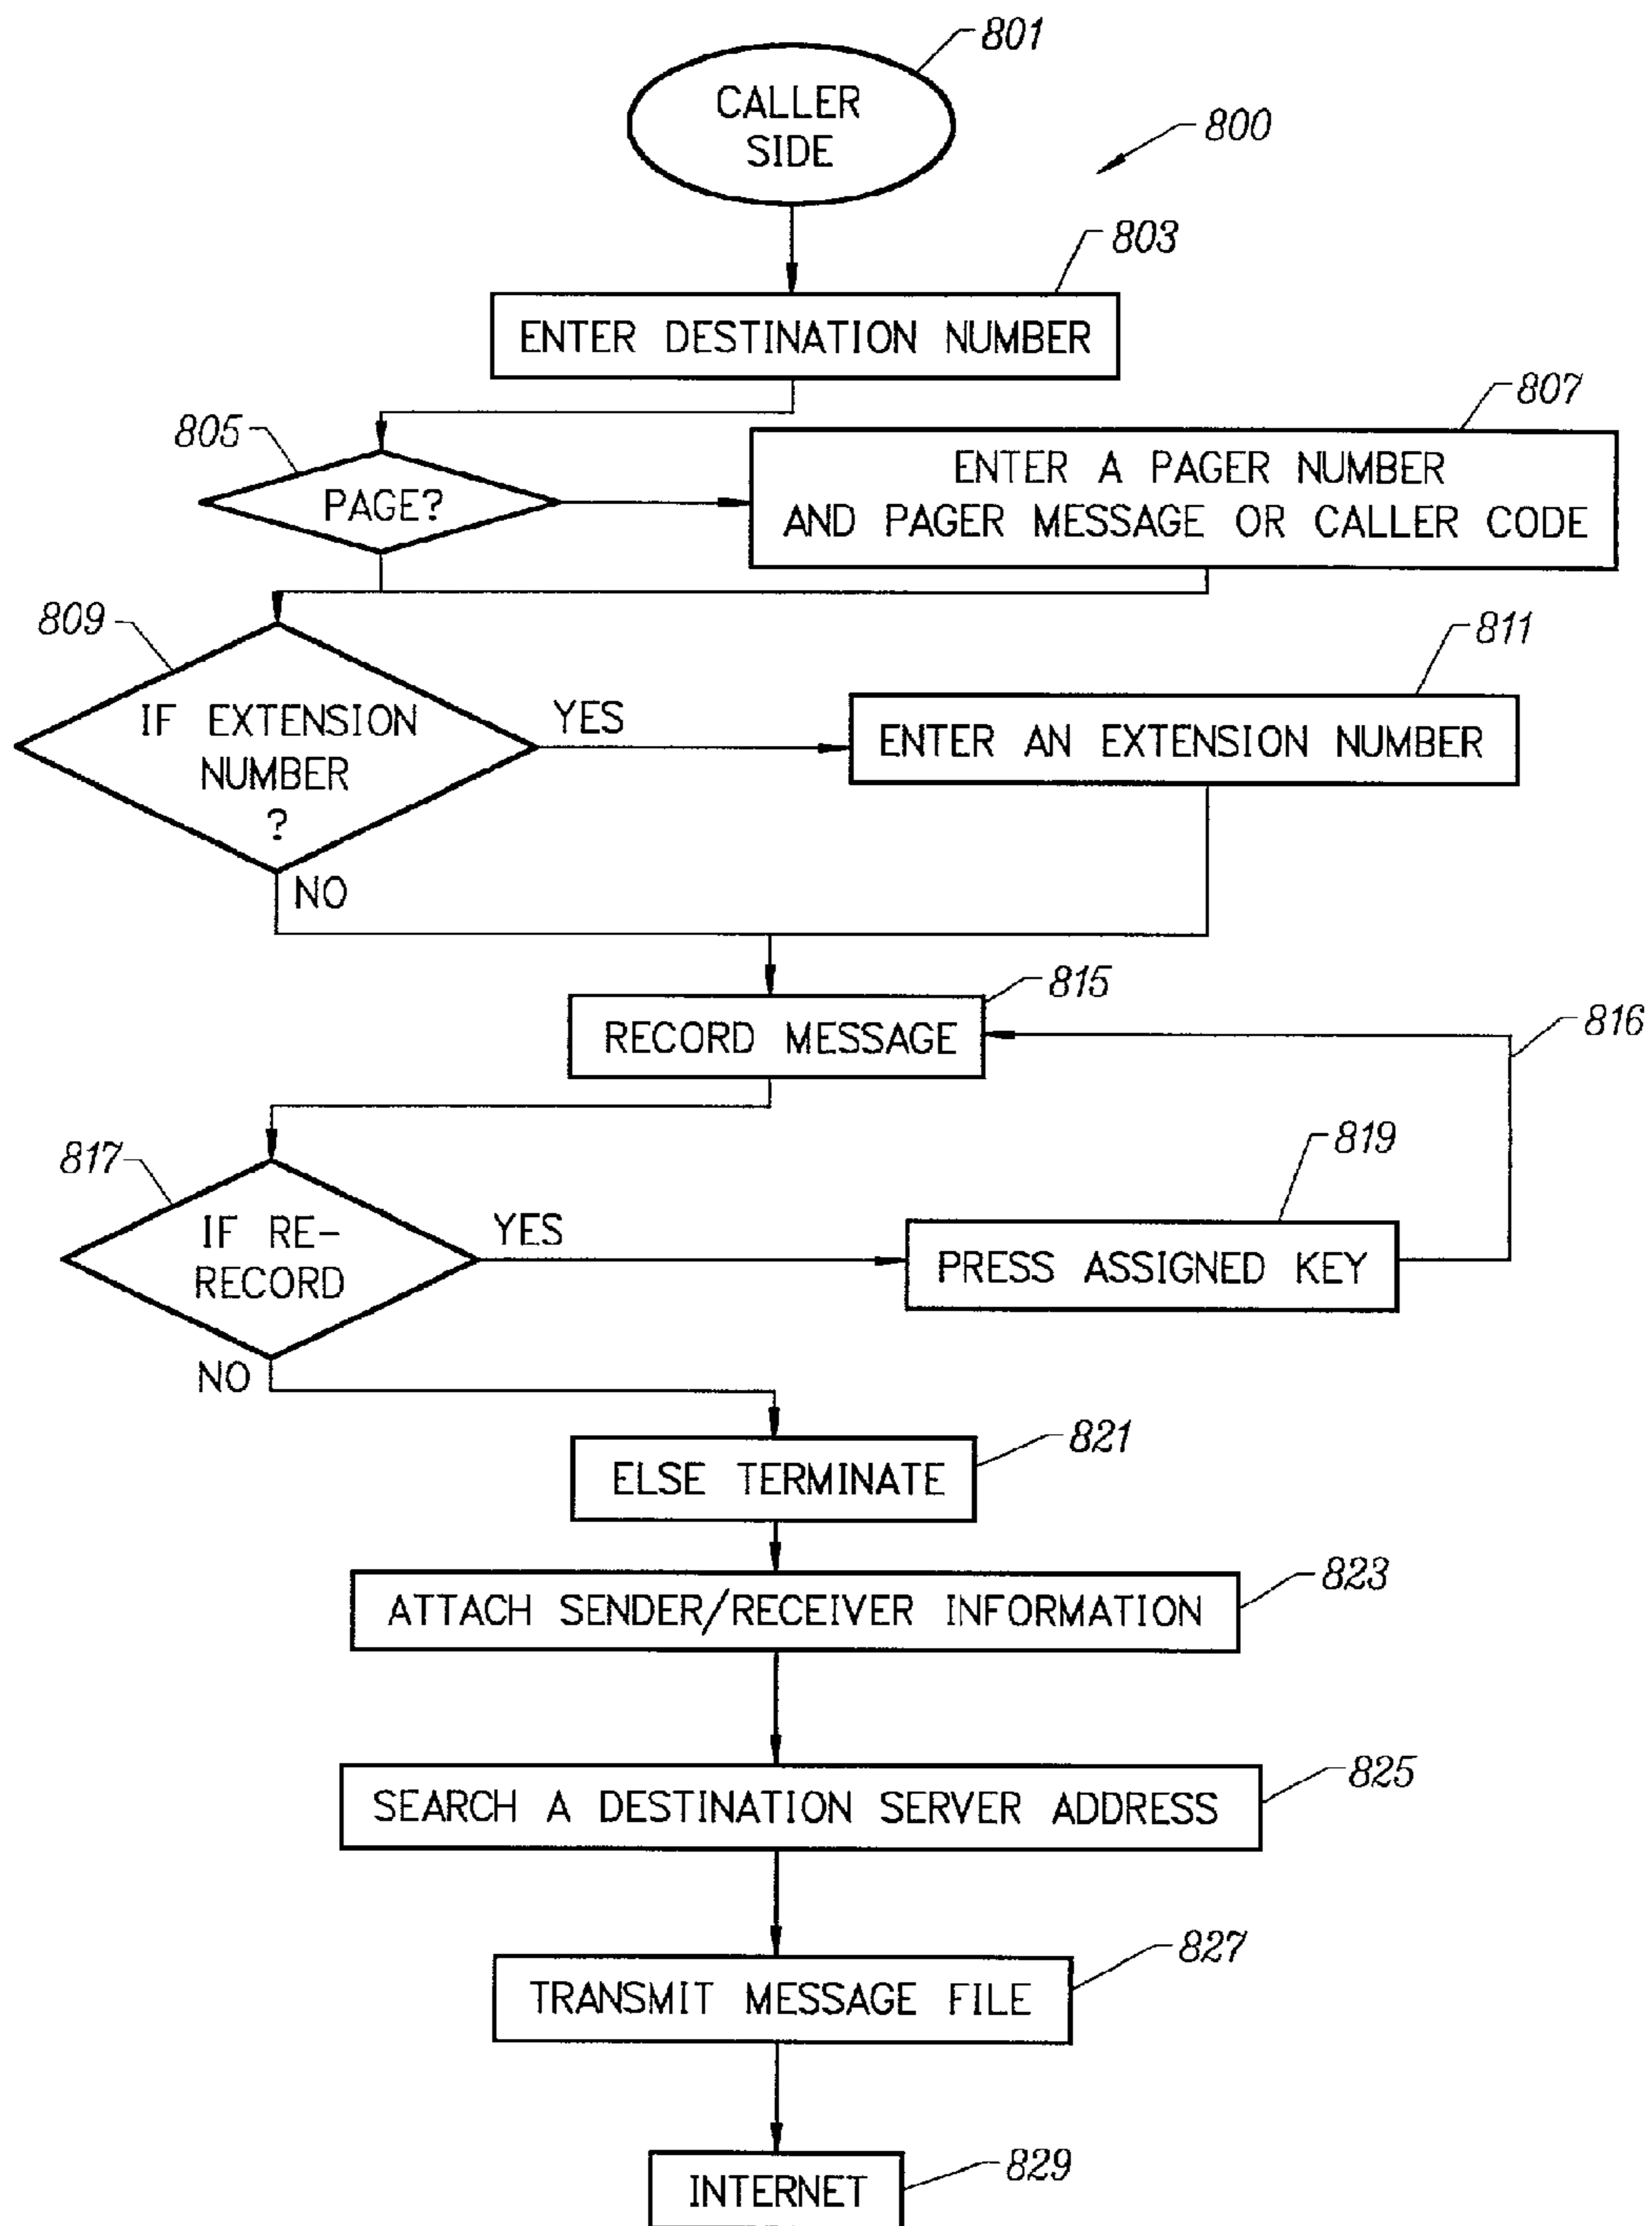 801
CALLER
SIDE
800
803
ENTER DESTINATION NUMBER
807
805
PAGE?
ENTER A PAGER NUMBER
AND PAGER MESSAGE OR CALLER CODE
809
811
IF EXTENSION
NUMBER
?
YES
ENTER AN EXTENSION NUMBER
NO
815
RECORD MESSAGE
816
817
819
IF RE-
RECORD
YES
PRESS ASSIGNED KEY
NO
821
ELSE TERMINATE
823
ATTACH SENDER/RECEIVER INFORMATION
825
SEARCH A DESTINATION SERVER ADDRESS
827
TRANSMIT MESSAGE FILE
829
INTERNET